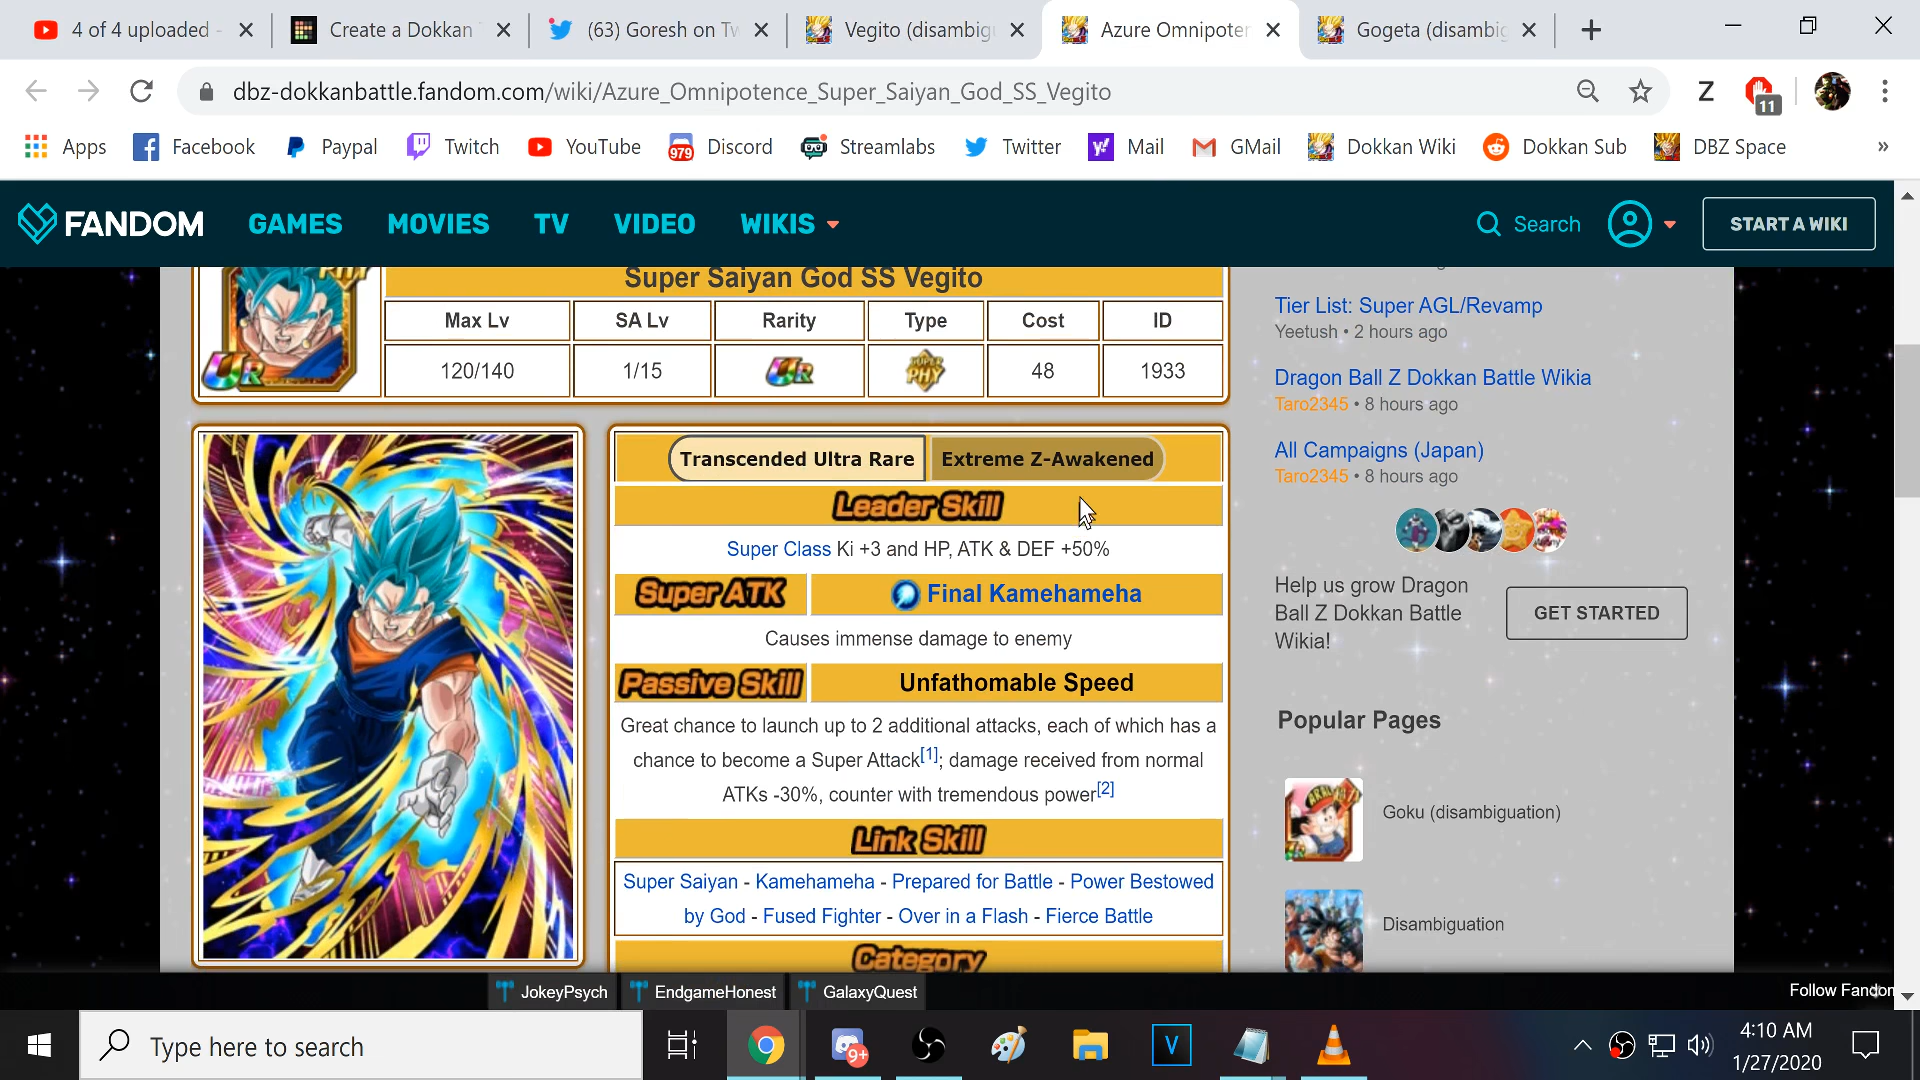 4 of 4 uploaded
Create a Dokkan
(63) Goresh on Tw
Vegito (disambig
Azure Omnipoter
Gogeta (disambig
dbz-dokkanbattle.fandom.com/wiki/Azure_Omnipotence_Super_Saiyan_God_SS_Vegito
Z
11
Apps
Facebook
Paypal
Twitch
YouTube
979
Discord
Streamlabs
Twitter
y!
Mail
GMail
Dokkan Wiki
Dokkan Sub
DBZ Space
»
FANDOM
GAMES
MOVIES
TV
VIDEO
WIKIS
Search
START A WIKI
Super Saiyan God SS Vegito
Max Lv
SA Lv
Rarity
Type
Cost
ID
120/140
1/15
UR
SUPER PHY
48
1933
UR
Transcended Ultra Rare
Extreme Z-Awakened
Leader Skill
Super Class Ki +3 and HP, ATK & DEF +50%
Super ATK
Final Kamehameha
Causes immense damage to enemy
Passive Skill
Unfathomable Speed
Great chance to launch up to 2 additional attacks, each of which has a
chance to become a Super Attack[1]; damage received from normal
ATKs -30%, counter with tremendous power[2]
Link Skill
Super Saiyan - Kamehameha - Prepared for Battle - Power Bestowed
by God - Fused Fighter - Over in a Flash - Fierce Battle
Category
Tier List: Super AGL/Revamp
Yeetush • 2 hours ago
Dragon Ball Z Dokkan Battle Wikia
Taro2345 • 8 hours ago
All Campaigns (Japan)
Taro2345 • 8 hours ago
Help us grow Dragon
Ball Z Dokkan Battle
Wikia!
GET STARTED
Popular Pages
Goku (disambiguation)
Disambiguation
JokeyPsych
EndgameHonest
GalaxyQuest
Follow Fandom
Type here to search
9+
V
4:10 AM
1/27/2020